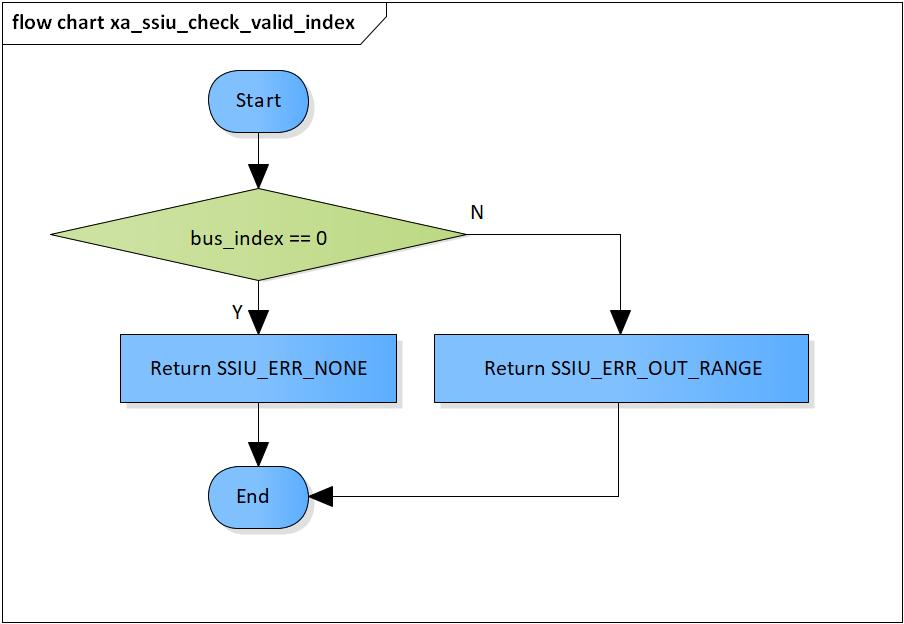 flow chart xa_ssiu_check_valid_index
Start
bus_index == 0
N
Y
Return SSIU_ERR_NONE
Return SSIU_ERR_OUT_RANGE
End